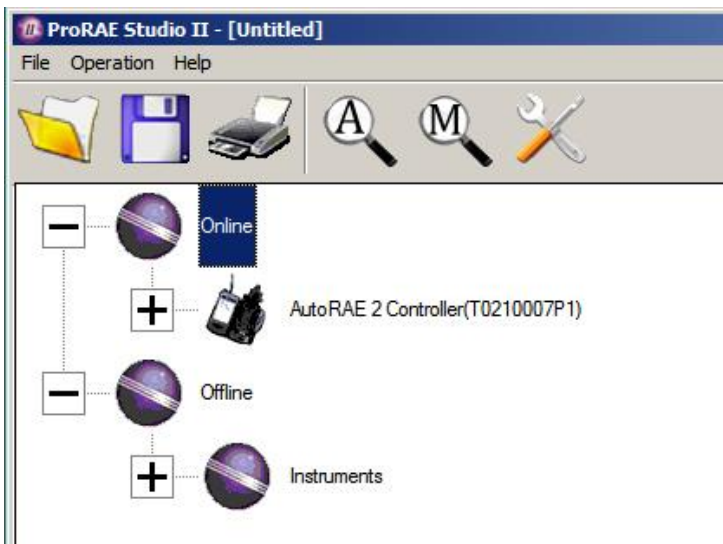 ProRAE Studio II - [Untitled]
File Operation Help
A M
Online
AutoRAE 2 Controller(T0210007P1)
Offline
Instruments